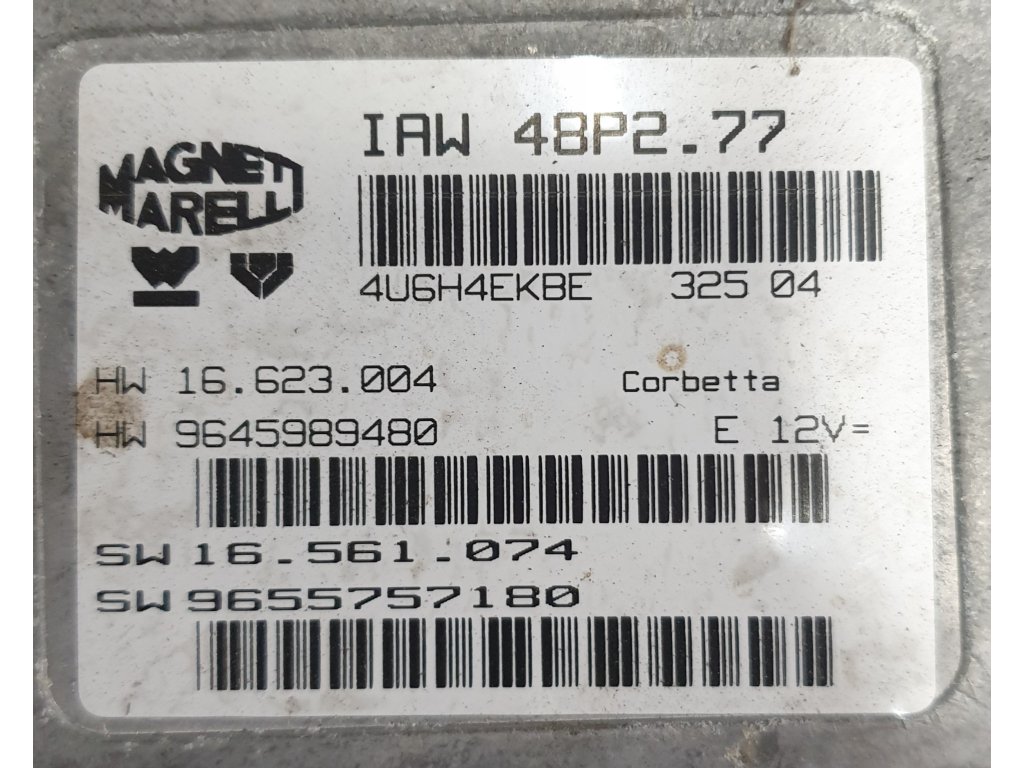 MAGNETI
MARELLI
IAW 48P2.77
4U6H4EKBE 325 04
HW 16.623.004 Corbetta
HW 9645989480 E 12V=
SW 16.561.074
SW 9655757180